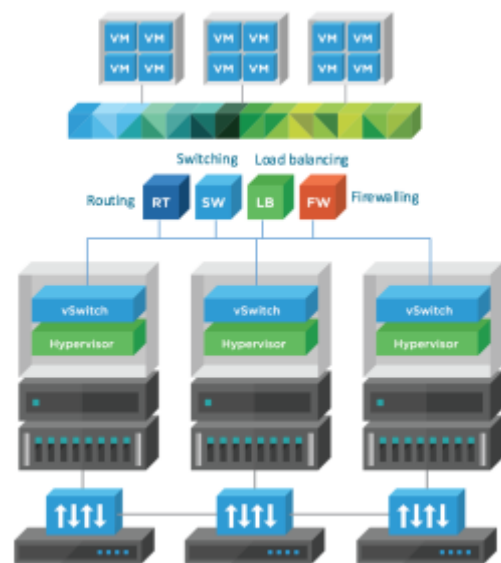 VM VM VM VM VM VM
VM VM VM VM VM VM
Switching Load balancing
Routing RT SW LB FW Firewalling
vSwitch vSwitch vSwitch
Hypervisor Hypervisor Hypervisor